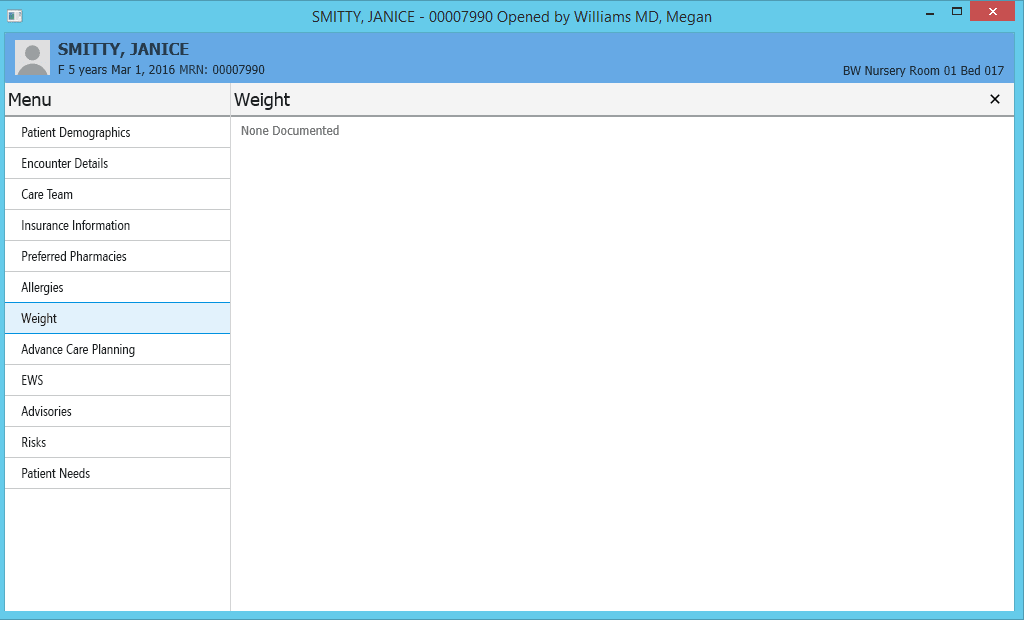 SMITTY, JANICE - 00007990 Opened by Williams MD, Megan
SMITTY, JANICE
F 5 years Mar 1, 2016 MRN: 00007990
BW Nursery Room 01 Bed 017
Menu
Weight
Patient Demographics
Encounter Details
Care Team
Insurance Information
Preferred Pharmacies
Allergies
Weight
Advance Care Planning
EWS
Advisories
Risks
Patient Needs
None Documented